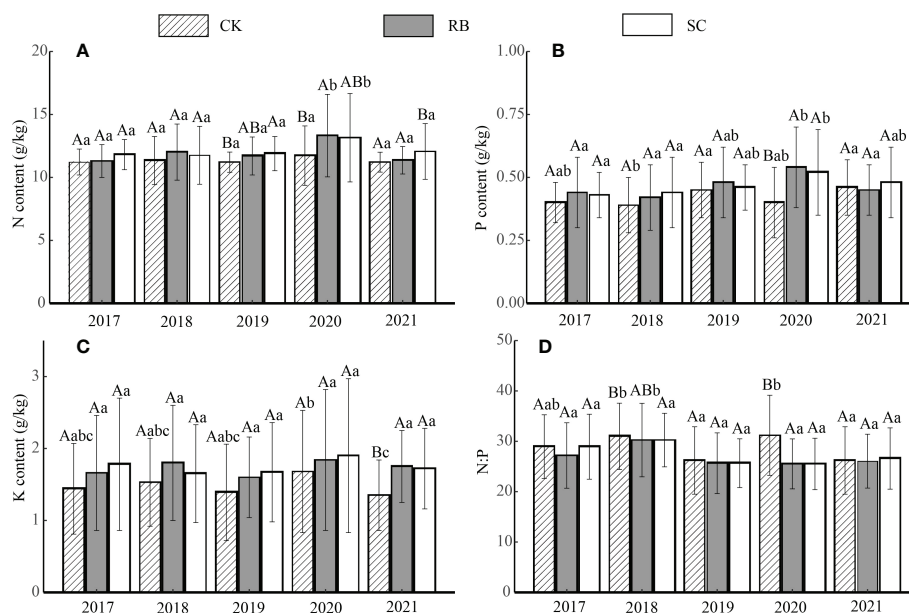 CK RB SC
A
N content (g/kg)
20
15
10
5
0
Aa Aa Aa Aa Aa Aa Ba ABa Aa Ba Ab ABb Aa Aa Ba
2017 2018 2019 2020 2021
B
P content (g/kg)
1.00
0.75
0.50
0.25
0.00
Aab Aa Aa Ab Aa Aa Aa Aab Aab Bab Ab Ab Aa Aa Aab
2017 2018 2019 2020 2021
C
K content (g/kg)
3
2
1
0
Aabc Aa Aa Aabc Aa Aa Aabc Aa Aa Ab Aa Aa Bc Aa Aa
2017 2018 2019 2020 2021
D
N:P
50
40
30
20
10
0
Aab Aa Aa Bb ABb Aa Aa Aa Aa Bb Aa Aa Aa Aa Aa
2017 2018 2019 2020 2021